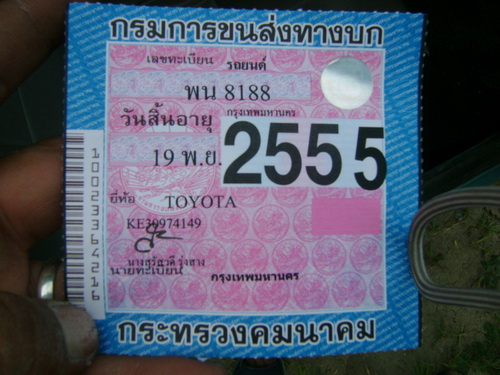 กรมการขนส่งทางบก
เลขทะเบียน รถยนต์
พน 8188
กรุงเทพมหานคร
วันสิ้นอายุ
19 พ.ย. 2555
ยี่ห้อ TOYOTA
KE30974149
นายทะเบียน กรุงเทพมหานคร
กระทรวงคมนาคม